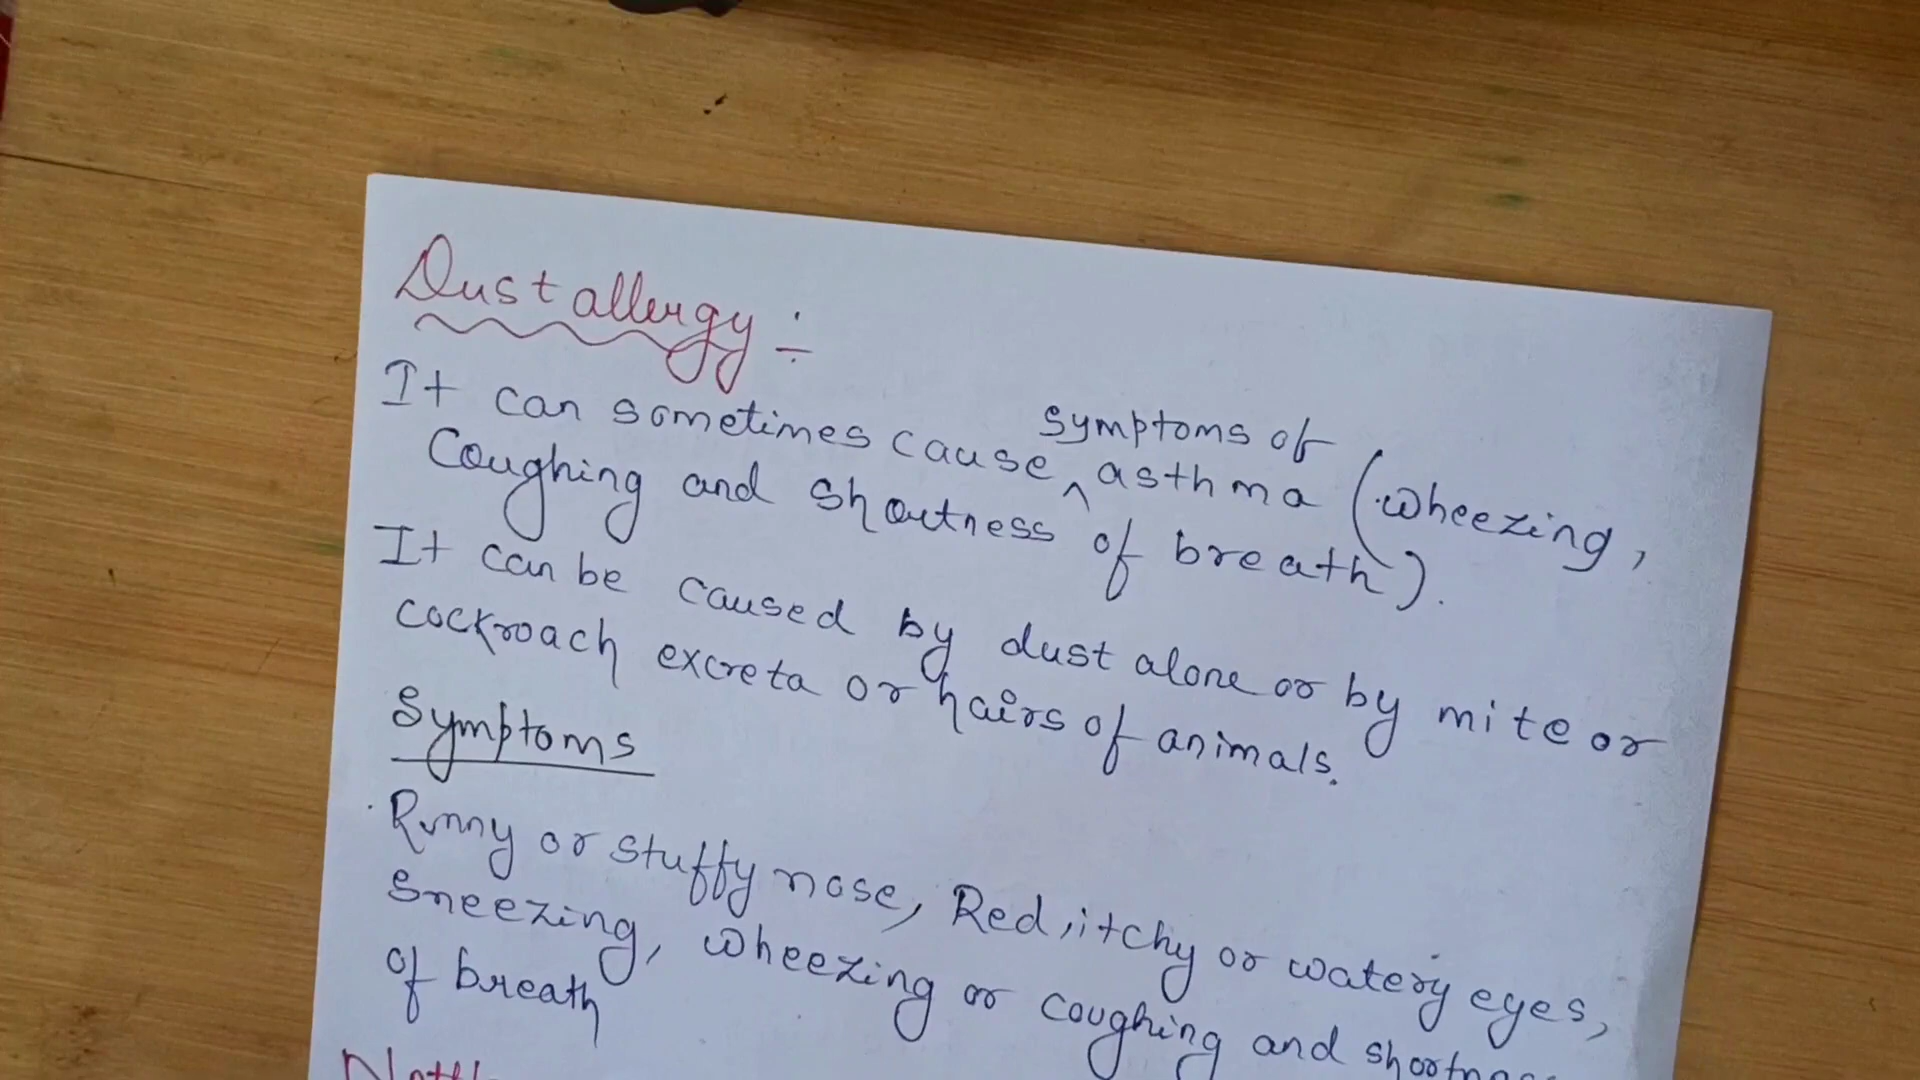 Dust allergy :-
symptoms of
It can sometimes cause ^ asthma (wheezing,
Coughing and shortness of breath).
It can be caused by dust alone or by mite or
cockroach excreta or hairs of animals.
Symptoms
Runny or stuffy nose, Red, itchy or watery eyes,
Sneezing, wheezing or coughing and
of breath